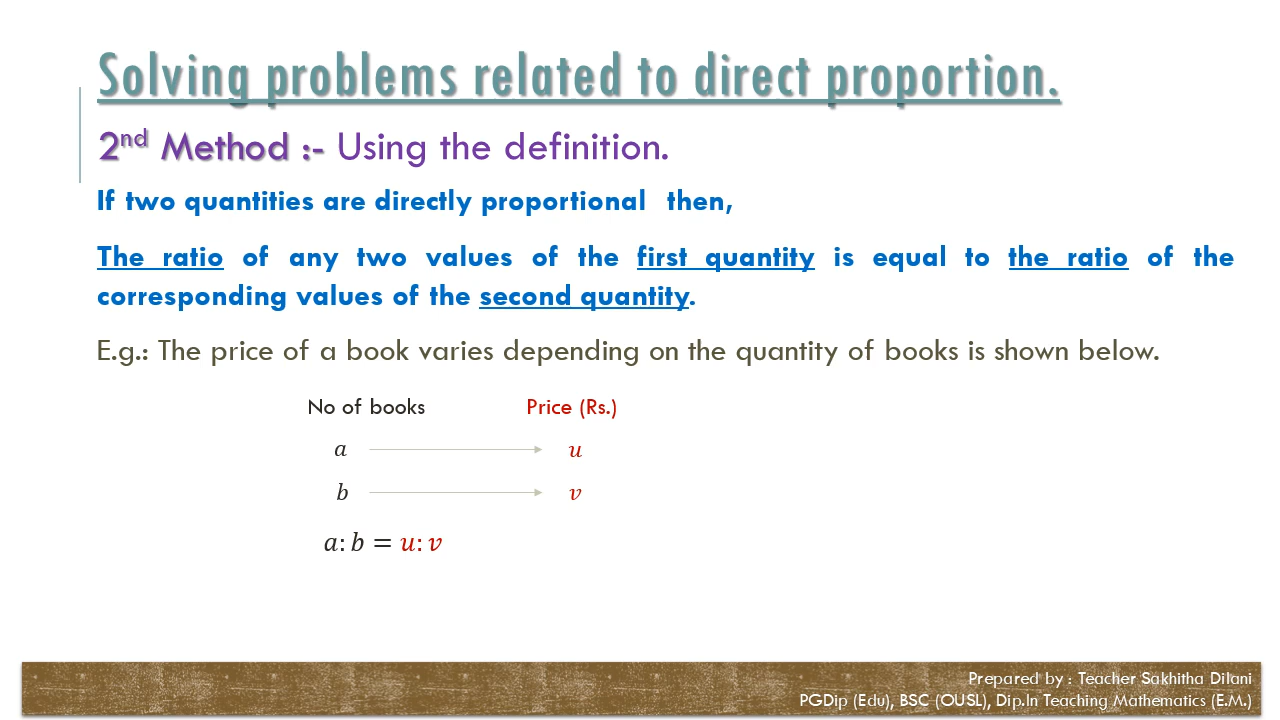 Solving problems related to direct proportion.
2nd Method :- Using the definition.
If two quantities are directly proportional then,
The ratio of any two values of the first quantity is equal to the ratio of the
corresponding values of the second quantity.
E.g.: The price of a book varies depending on the quantity of books is shown below.
No of books Price (Rs.)
a u
b v
a: b = u: v
Prepared by : Teacher Sakhitha Dilani
PGDip (Edu), BSC (OUSL), Dip.In Teaching Mathematics (E.M.)